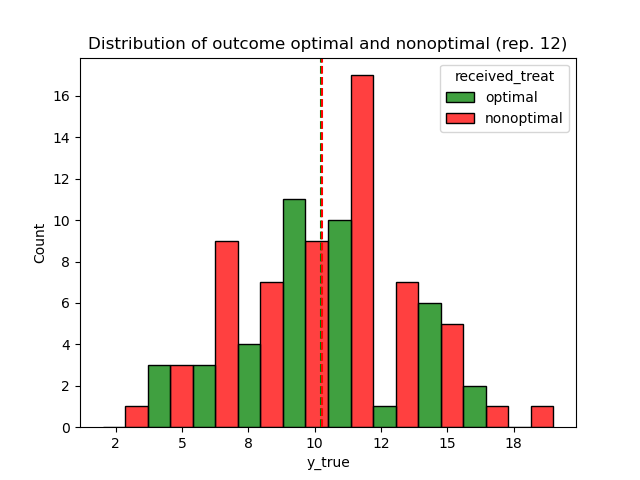 Distribution of outcome optimal and nonoptimal (rep. 12)
received_treat
optimal
nonoptimal
Count
16
14
12
10
8
6
4
2
0
2 5 8 10 12 15 18
y_true